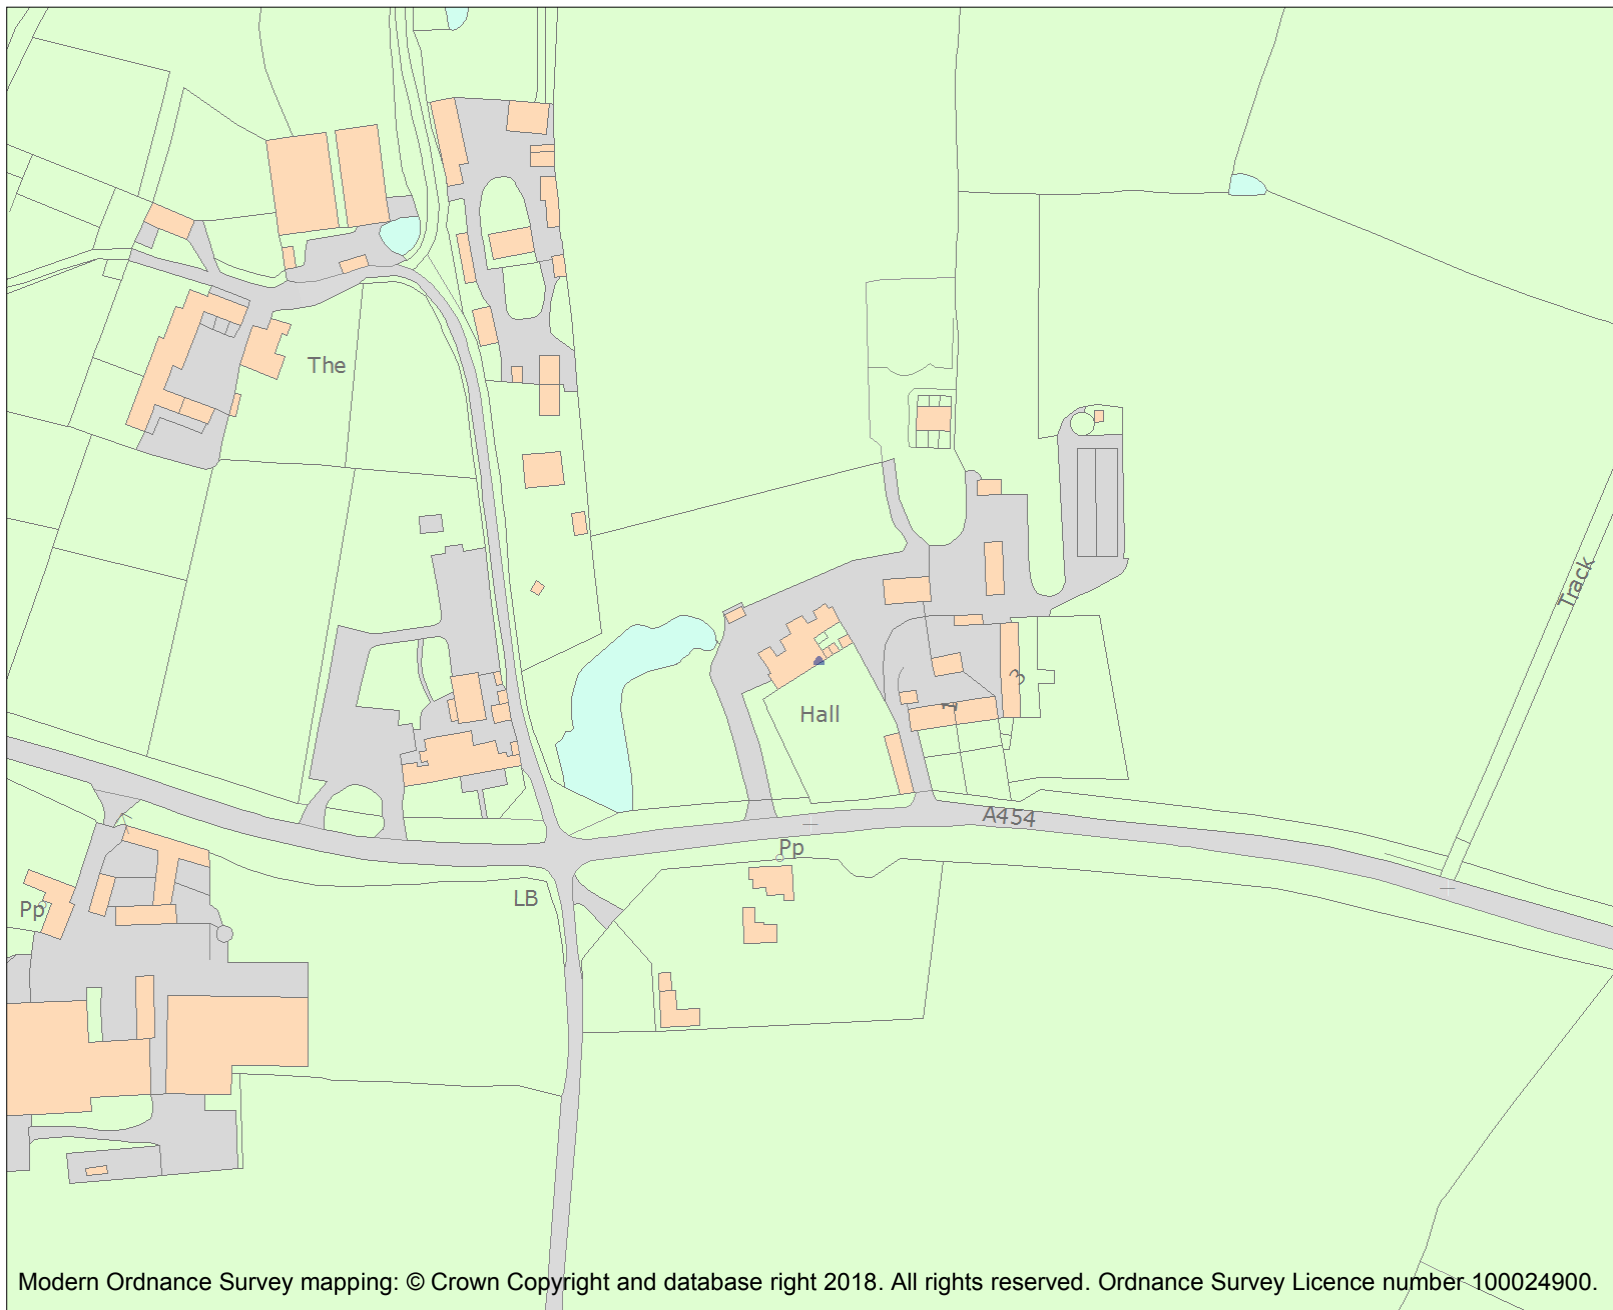 The
Track
3
Hall
A454
Pp
LB
Pp
Modern Ordnance Survey mapping: © Crown Copyright and database right 2018. All rights reserved. Ordnance Survey Licence number 100024900.